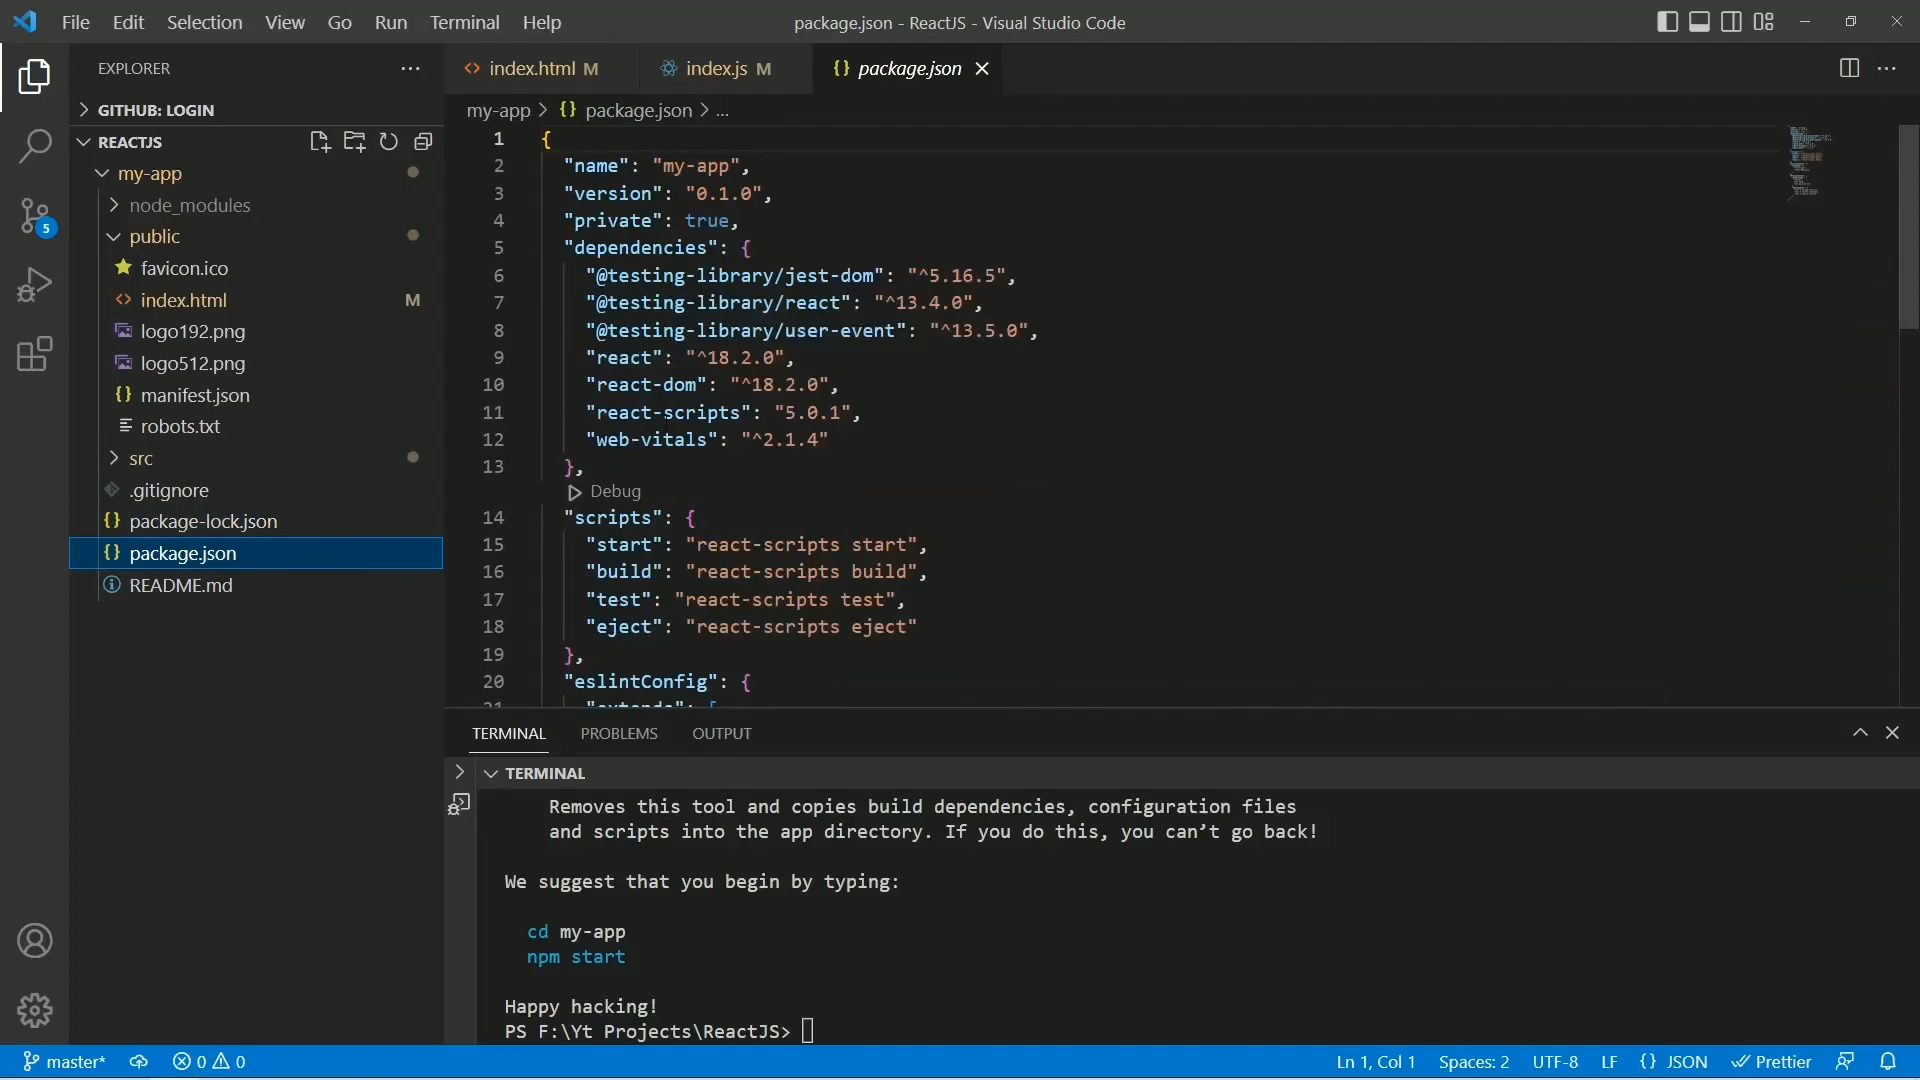 File Edit Selection View Go Run Terminal Help
package.json - ReactJS - Visual Studio Code
EXPLORER
GITHUB: LOGIN
REACTJS
my-app
node_modules
public
favicon.ico
index.html M
logo192.png
logo512.png
manifest.json
robots.txt
src
.gitignore
package-lock.json
package.json
README.md
5
index.html M
index.js M
package.json
my-app > {} package.json > ...
1 {
2 "name": "my-app",
3 "version": "0.1.0",
4 "private": true,
5 "dependencies": {
6 "@testing-library/jest-dom": "^5.16.5",
7 "@testing-library/react": "^13.4.0",
8 "@testing-library/user-event": "^13.5.0",
9 "react": "^18.2.0",
10 "react-dom": "^18.2.0",
11 "react-scripts": "5.0.1",
12 "web-vitals": "^2.1.4"
13 },
Debug
14 "scripts": {
15 "start": "react-scripts start",
16 "build": "react-scripts build",
17 "test": "react-scripts test",
18 "eject": "react-scripts eject"
19 },
20 "eslintConfig": {
21 "extends": [
TERMINAL PROBLEMS OUTPUT
TERMINAL
Removes this tool and copies build dependencies, configuration files
and scripts into the app directory. If you do this, you can’t go back!
We suggest that you begin by typing:
cd my-app
npm start
Happy hacking!
PS F:\Yt Projects\ReactJS>
master* 0 0 Ln 1, Col 1 Spaces: 2 UTF-8 LF {} JSON Prettier